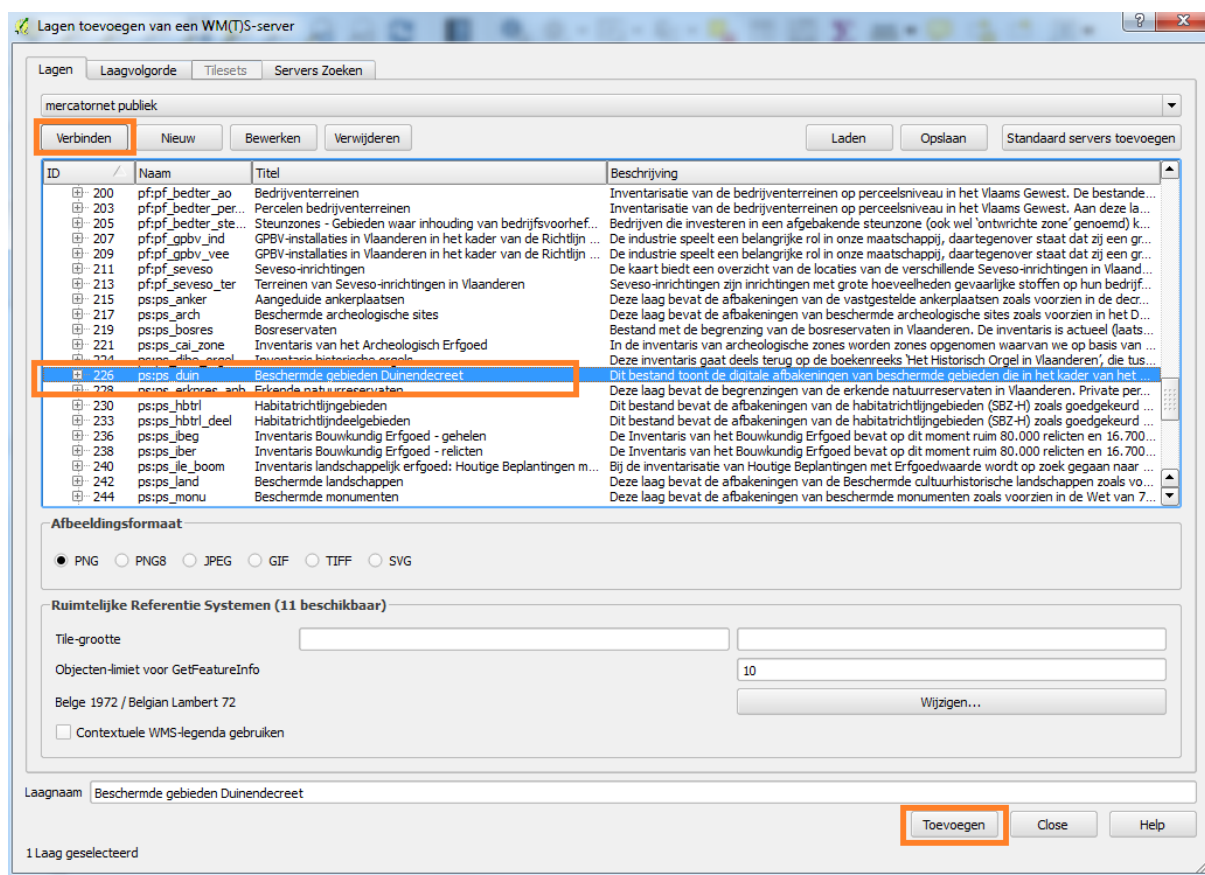 Lagen toevoegen van een WM(T)S-server
Lagen Laagvolgorde Tilesets Servers Zoeken
mercatornet publiek
Verbinden Nieuw Bewerken Verwijderen Laden Opslaan Standaard servers toevoegen
ID Naam Titel Beschrijving
200 pf:pf_bedter_ao Bedrijventerreinen Inventarisatie van de bedrijventerreinen op perceelsniveau in het Vlaams Gewest. De bestande...
203 pf:pf_bedter_per... Percelen bedrijventerreinen Inventarisatie van de bedrijventerreinen op perceelsniveau in het Vlaams Gewest. Aan deze la...
205 pf:pf_bedter_ste... Steunzones - Gebieden waar inhouding van bedrijfsvoorhef... Bedrijven die investeren in een afgebakende steunzone (ook wel 'ontwrichte zone' genoemd) k...
207 pf:pf_gpbv_ind GPBV-installaties in Vlaanderen in het kader van de Richtlijn ... De industrie speelt een belangrijke rol in onze maatschappij, daartegenover staat dat zij een gr...
209 pf:pf_gpbv_vee GPBV-installaties in Vlaanderen in het kader van de Richtlijn ... De industrie speelt een belangrijke rol in onze maatschappij, daartegenover staat dat zij een gr...
211 pf:pf_seveso Seveso-inrichtingen De kaart biedt een overzicht van de locaties van de verschillende Seveso-inrichtingen in Vlaand...
213 pf:pf_seveso_ter Terreinen van Seveso-inrichtingen in Vlaanderen Seveso-inrichtingen zijn inrichtingen met grote hoeveelheden gevaarlijke stoffen op hun bedrijf...
215 ps:ps_anker Aangeduide ankerplaatsen Deze laag bevat de afbakeningen van de vastgestelde ankerplaatsen zoals voorzien in de decr...
217 ps:ps_arch Beschermde archeologische sites Deze laag bevat de afbakeningen van beschermde archeologische sites zoals voorzien in het D...
219 ps:ps_bosres Bosreservaten Bestand met de begrenzing van de bosreservaten in Vlaanderen. De inventaris is actueel (laats...
221 ps:ps_cai_zone Inventaris van het Archeologisch Erfgoed In de inventaris van archeologische zones worden zones opgenomen waarvan we op basis van ...
224 ps:ps_dibe_orgel Inventaris historische orgels Deze inventaris gaat deels terug op de boekenreeks 'Het Historisch Orgel in Vlaanderen', die tus...
226 ps:ps_duin Beschermde gebieden Duinendecreet Dit bestand toont de digitale afbakeningen van beschermde gebieden die in het kader van het ...
228 ps:ps_erkpres_anb Erkende natuurreservaten Deze laag bevat de begrenzingen van de erkende natuurreservaten in Vlaanderen. Private per...
230 ps:ps_hbtrl Habitatrichtlijngebieden Dit bestand bevat de afbakeningen van de habitatrichtlijngebieden (SBZ-H) zoals goedgekeurd ...
233 ps:ps_hbtrl_deel Habitatrichtlijndeelgebieden Dit bestand bevat de afbakeningen van de habitatrichtlijngebieden (SBZ-H) zoals goedgekeurd ...
236 ps:ps_ibeg Inventaris Bouwkundig Erfgoed - gehelen De Inventaris van het Bouwkundig Erfgoed bevat op dit moment ruim 80.000 relicten en 16.700...
238 ps:ps_iber Inventaris Bouwkundig Erfgoed - relicten De Inventaris van het Bouwkundig Erfgoed bevat op dit moment ruim 80.000 relicten en 16.700...
240 ps:ps_ile_boom Inventaris landschappelijk erfgoed: Houtige Beplantingen m... Bij de inventarisatie van Houtige Beplantingen met Erfgoedwaarde wordt op zoek gegaan naar ...
242 ps:ps_land Beschermde landschappen Deze laag bevat de afbakeningen van de Beschermde cultuurhistorische landschappen zoals vo...
244 ps:ps_monu Beschermde monumenten Deze laag bevat de afbakeningen van beschermde monumenten zoals voorzien in de Wet van 7...
Afbeeldingsformaat
PNG PNG8 JPEG GIF TIFF SVG
Ruimtelijke Referentie Systemen (11 beschikbaar)
Tile-grootte
Objecten-limiet voor GetFeatureInfo 10
Belge 1972 / Belgian Lambert 72 Wijzigen...
Contextuele WMS-legenda gebruiken
Laagnaam Beschermde gebieden Duinendecreet
Toevoegen Close Help
1 Laag geselecteerd